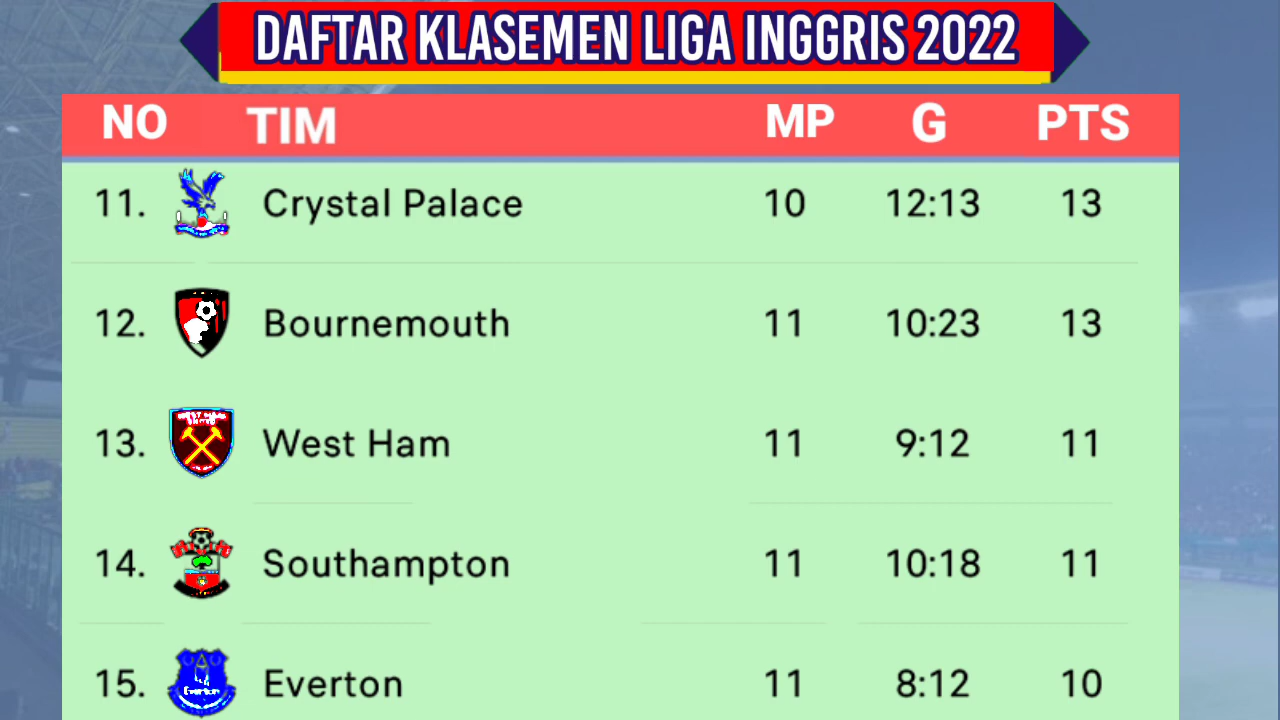 DAFTAR KLASEMEN LIGA INGGRIS 2022
NO TIM MP G PTS
11. Crystal Palace 10 12:13 13
12. Bournemouth 11 10:23 13
13. West Ham 11 9:12 11
14. Southampton 11 10:18 11
15. Everton 11 8:12 10